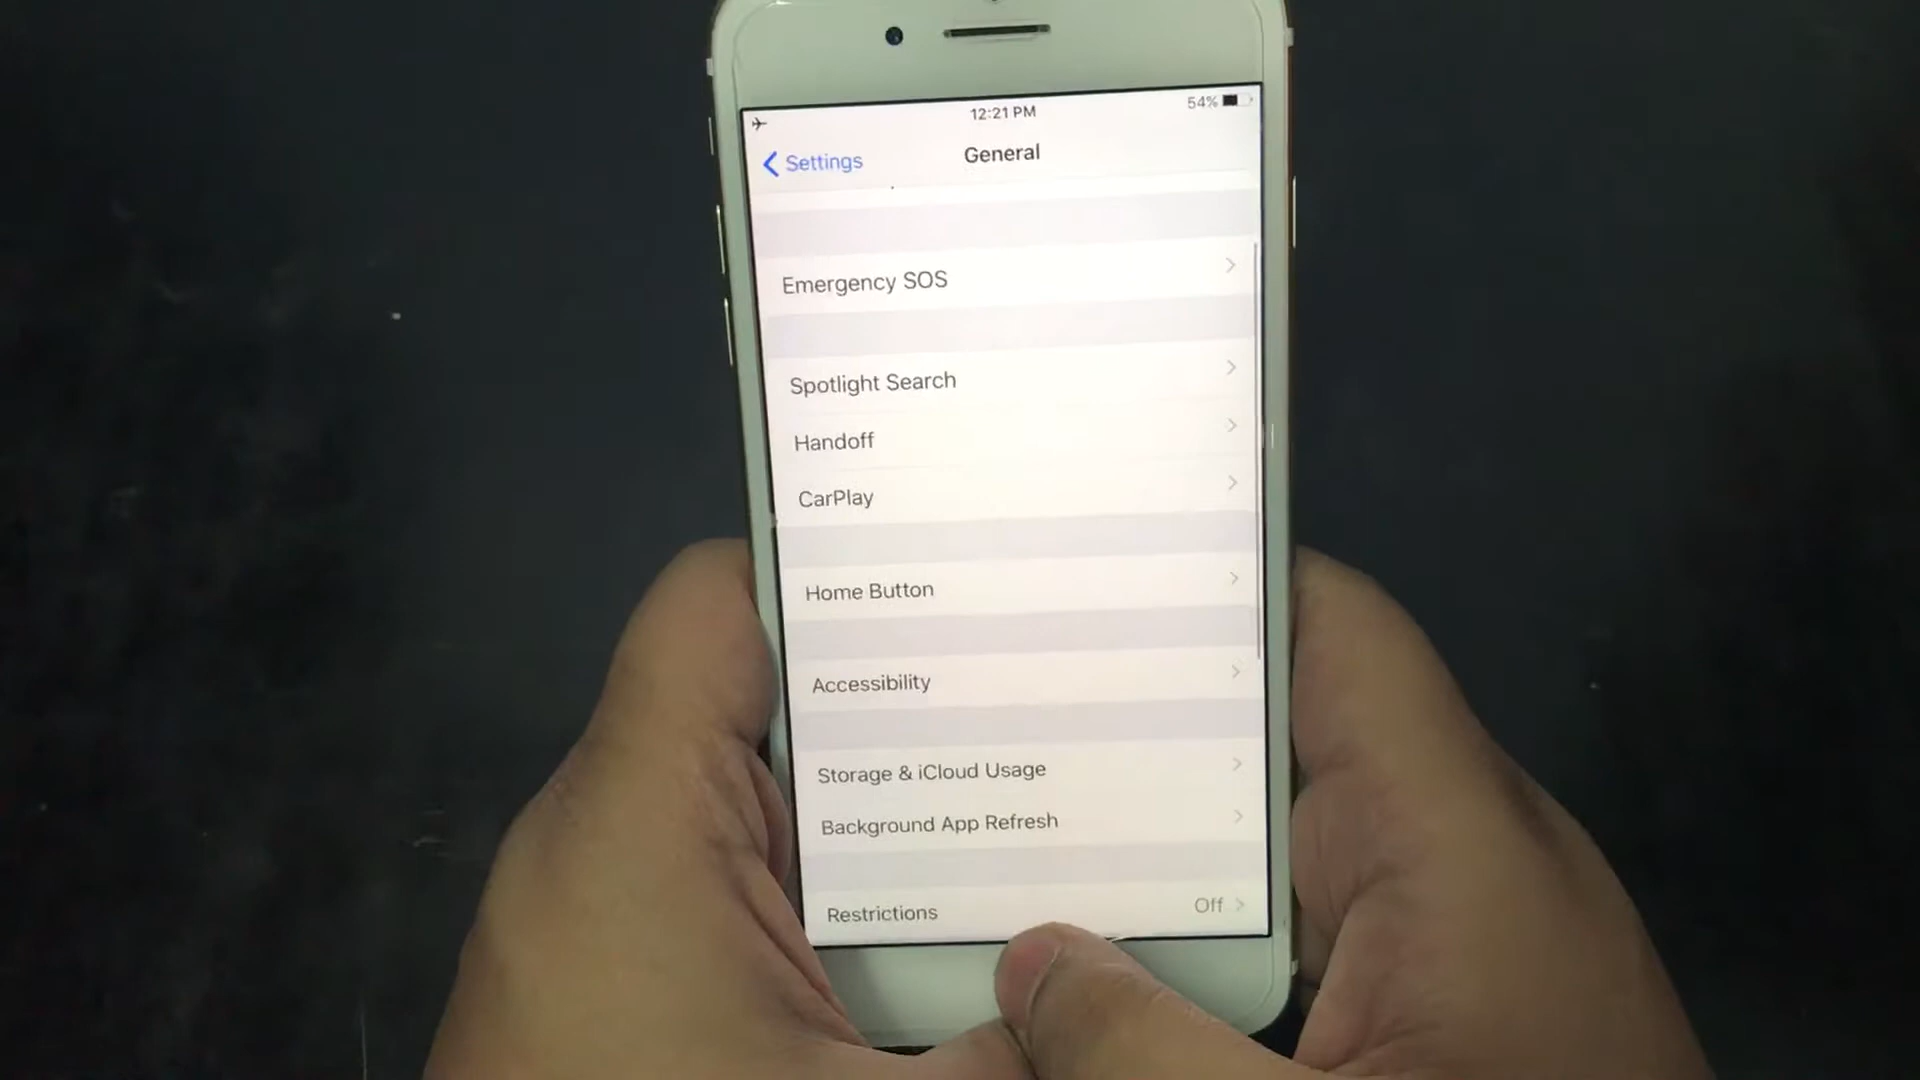 12:21 PM
54%
Settings
General
Emergency SOS
Spotlight Search
Handoff
CarPlay
Home Button
Accessibility
Storage & iCloud Usage
Background App Refresh
Restrictions
Off